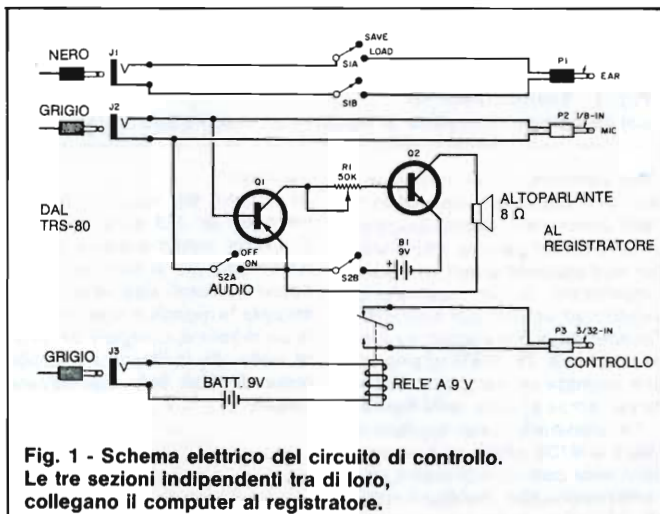 SAVE
NERO J1 LOAD P1
S1A EAR
S1B
GRIGIO J2 P2 1/8-IN MIC
Q1 R1 50K Q2
DAL TRS-80
ALTOPARLANTE 8 Ω
AL REGISTRATORE
OFF ON B1 9V
S2A S2B
AUDIO
P3 3/32-IN
CONTROLLO
GRIGIO J3
BATT. 9V RELE' A 9 V
Fig. 1 - Schema elettrico del circuito di controllo.
Le tre sezioni indipendenti tra di loro,
collegano il computer al registratore.